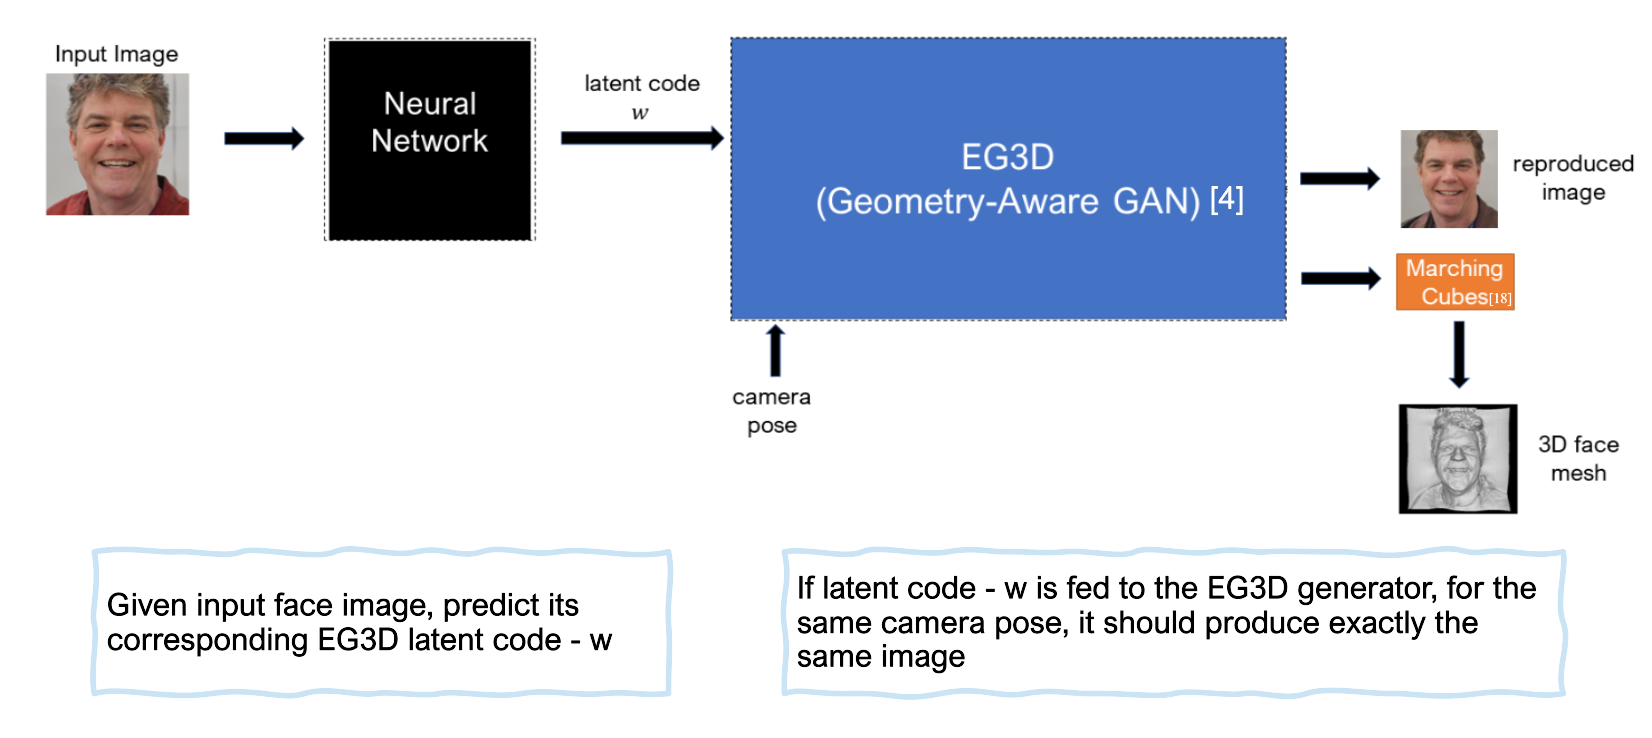 Input Image
Neural
Network
latent code
w
EG3D
(Geometry-Aware GAN) [4]
camera
pose
reproduced
image
Marching
Cubes[18]
3D face
mesh
Given input face image, predict its
corresponding EG3D latent code - w
If latent code - w is fed to the EG3D generator, for the
same camera pose, it should produce exactly the
same image